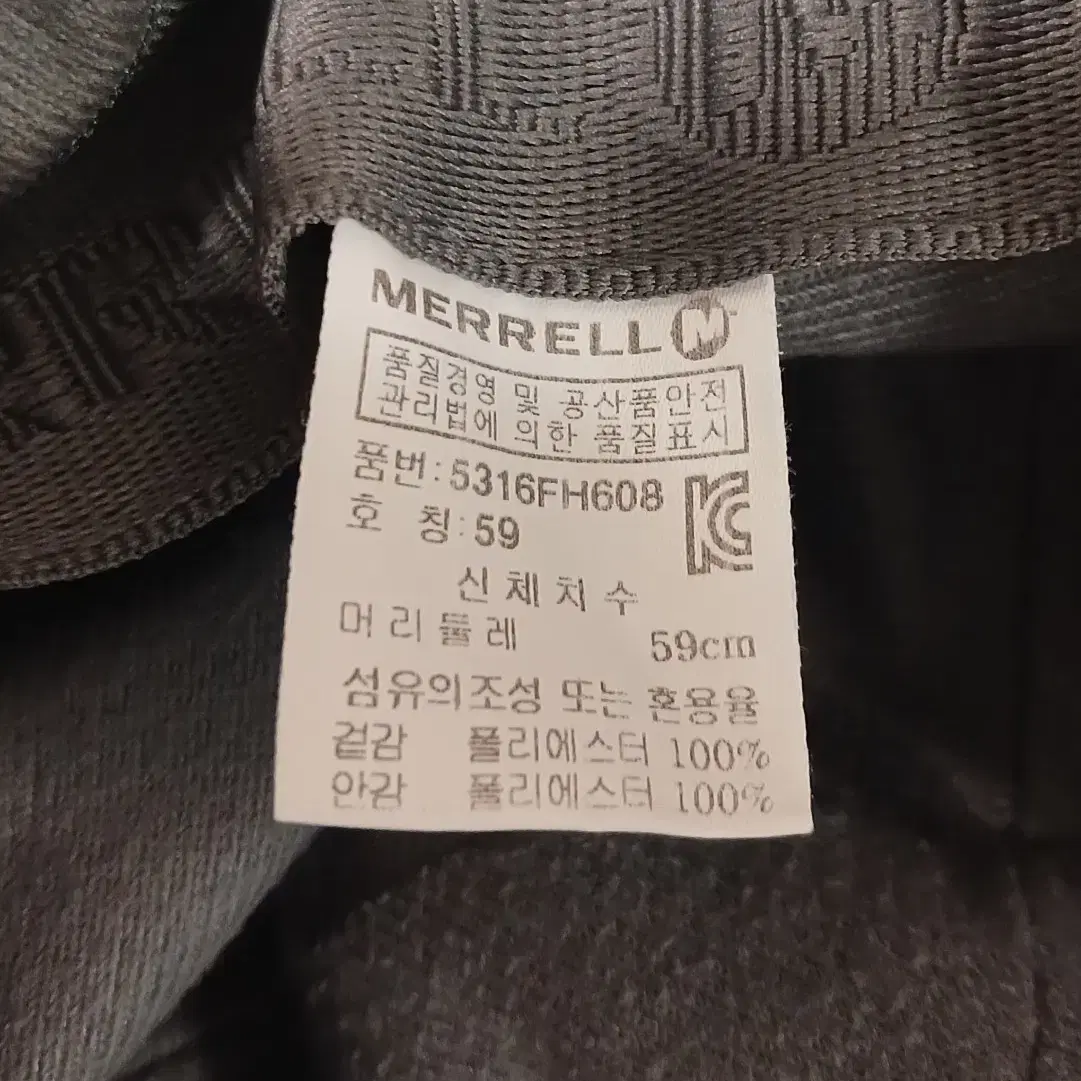 MERRELL
품질경영 및 공산품안전
관리법에 의한 품질표시
품번:5316FH608
호 칭:59
신체치수
머리둘레 59cm
섬유의조성 또는 혼용율
겉감 폴리에스터 100%
안감 폴리에스터 100%